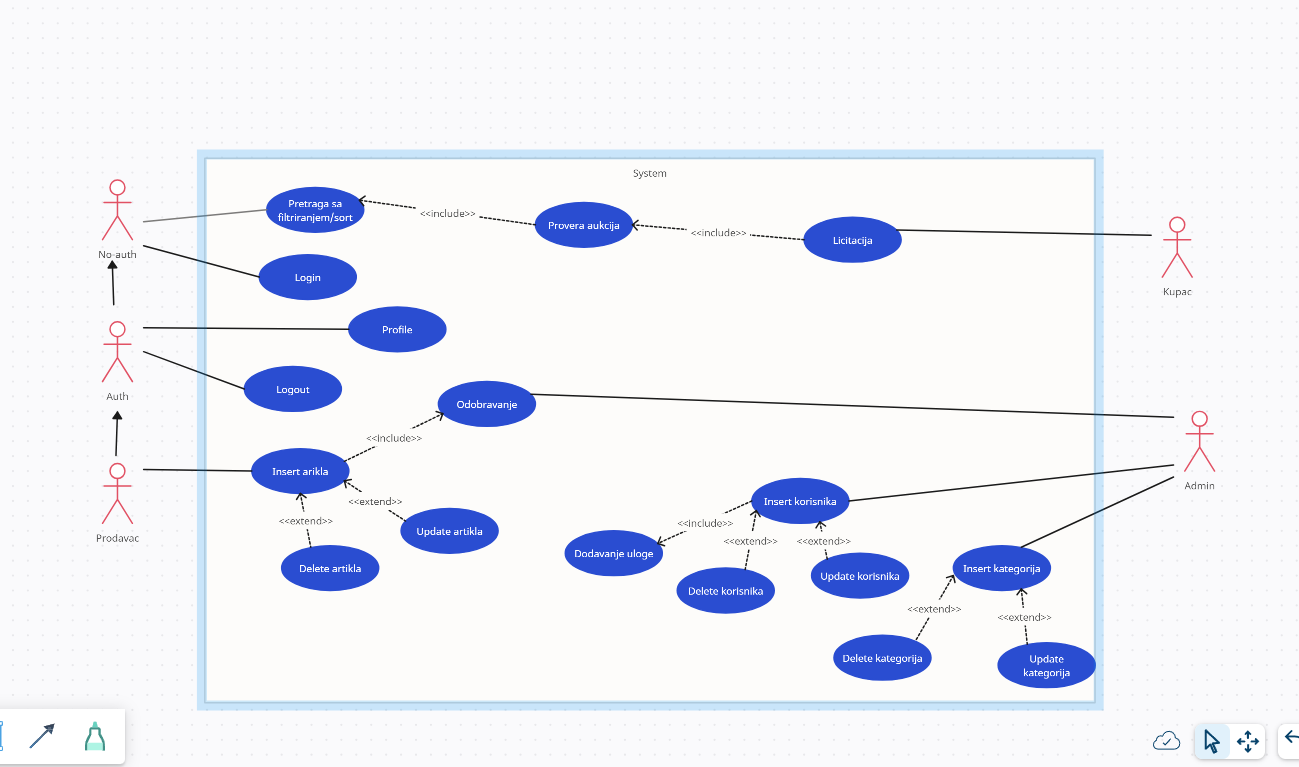 System
Pretraga sa
filtriranjem/sort
<<include>>
Provera aukcija
<<include>>
Licitacija
No-auth
Kupac
Login
Profile
Auth
Logout
Odobravanje
<<include>>
Insert arikla
Admin
<<extend>>
Insert korisnika
<<extend>>
Update artikla
<<include>>
Prodavac
<<extend>>
<<extend>>
Dodavanje uloge
Delete artikla
Insert kategorija
Update korisnika
Delete korisnika
<<extend>>
<<extend>>
Delete kategorija
Update
kategorija